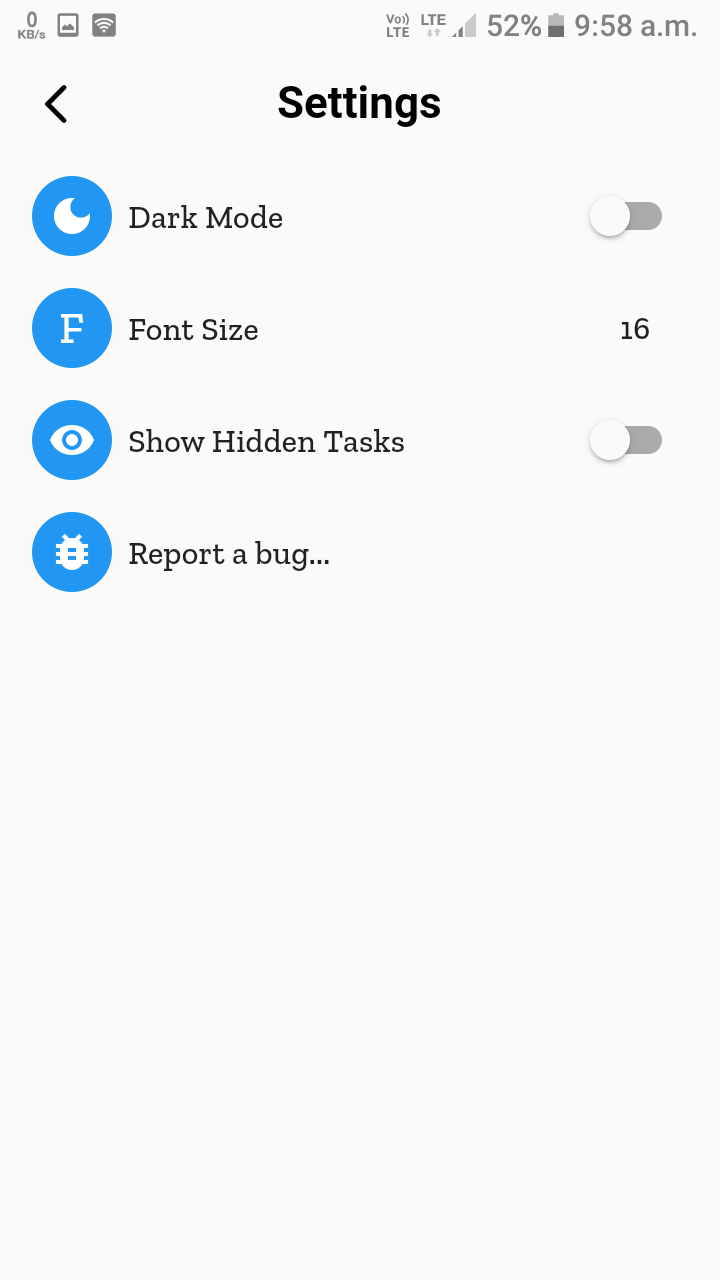 0 KB/s Vo)) LTE LTE 52% 9:58 a.m.
Settings
Dark Mode
F Font Size 16
Show Hidden Tasks
Report a bug...